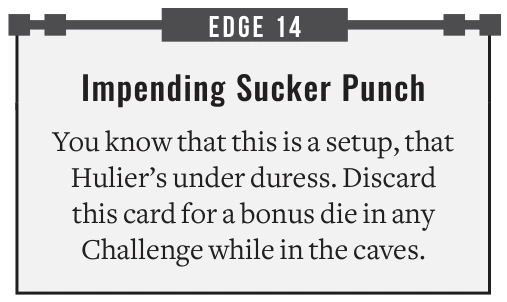 EDGE 14
Impending Sucker Punch
You know that this is a setup, that
Hulier’s under duress. Discard
this card for a bonus die in any
Challenge while in the caves.